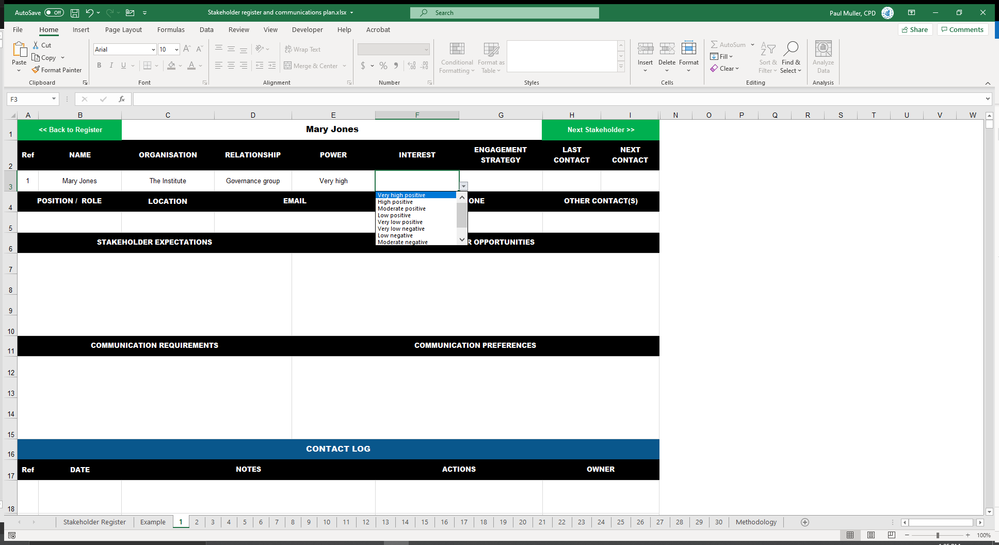 AutoSave Off Stakeholder register and communications plan.xlsx Search Paul Muller, CPD
File Home Insert Page Layout Formulas Data Review View Developer Help Acrobat Share Comments
Paste
Cut
Copy
Format Painter
Clipboard
Arial 10
B I U
Font
Wrap Text
Merge & Center
Alignment
$ % 9
Number
Conditional Formatting
Format as Table
Styles
Insert Delete Format
Cells
AutoSum
Fill
Clear
Sort & Filter
Find & Select
Editing
Analyze Data
Analysis
F3 fx
A B C D E F G H I N O P Q R S T U V W
1 << Back to Register Mary Jones Next Stakeholder >>
2 Ref NAME ORGANISATION RELATIONSHIP POWER INTEREST ENGAGEMENT STRATEGY LAST CONTACT NEXT CONTACT
3 1 Mary Jones The Institute Governance group Very high
Very high positive
High positive
Moderate positive
Low positive
Very low positive
Very low negative
Low negative
Moderate negative
4 POSITION / ROLE LOCATION EMAIL ONE OTHER CONTACT(S)
5
6 STAKEHOLDER EXPECTATIONS R OPPORTUNITIES
7
8
9
10
11 COMMUNICATION REQUIREMENTS COMMUNICATION PREFERENCES
12
13
14
15
16 CONTACT LOG
17 Ref DATE NOTES ACTIONS OWNER
18
Stakeholder Register Example 1 2 3 4 5 6 7 8 9 10 11 12 13 14 15 16 17 18 19 20 21 22 23 24 25 26 27 28 29 30 Methodology
100%